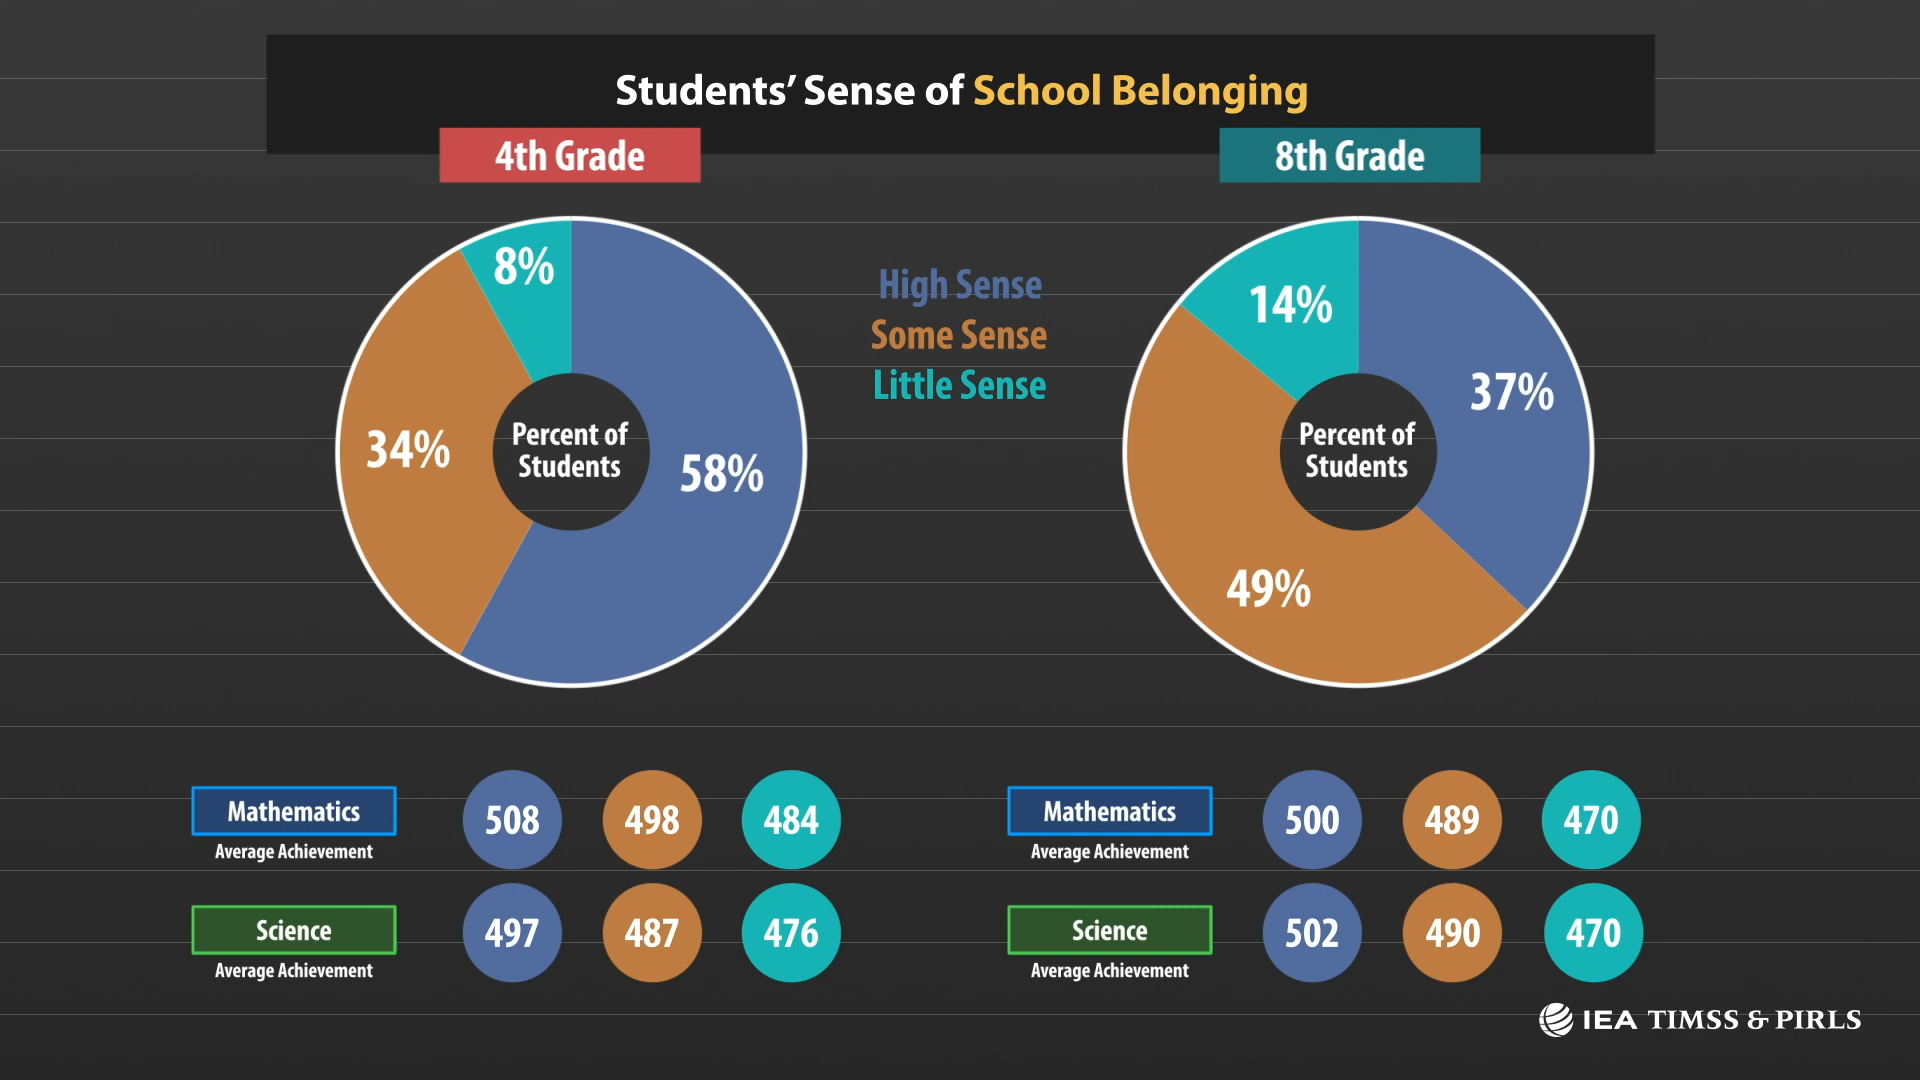 Students' Sense of School Belonging
4th Grade
8th Grade
8%
34%
58%
Percent of
Students
High Sense
Some Sense
Little Sense
14%
37%
49%
Percent of
Students
Mathematics
Average Achievement
508 498 484
Science
Average Achievement
497 487 476
Mathematics
Average Achievement
500 489 470
Science
Average Achievement
502 490 470
IEA TIMSS & PIRLS